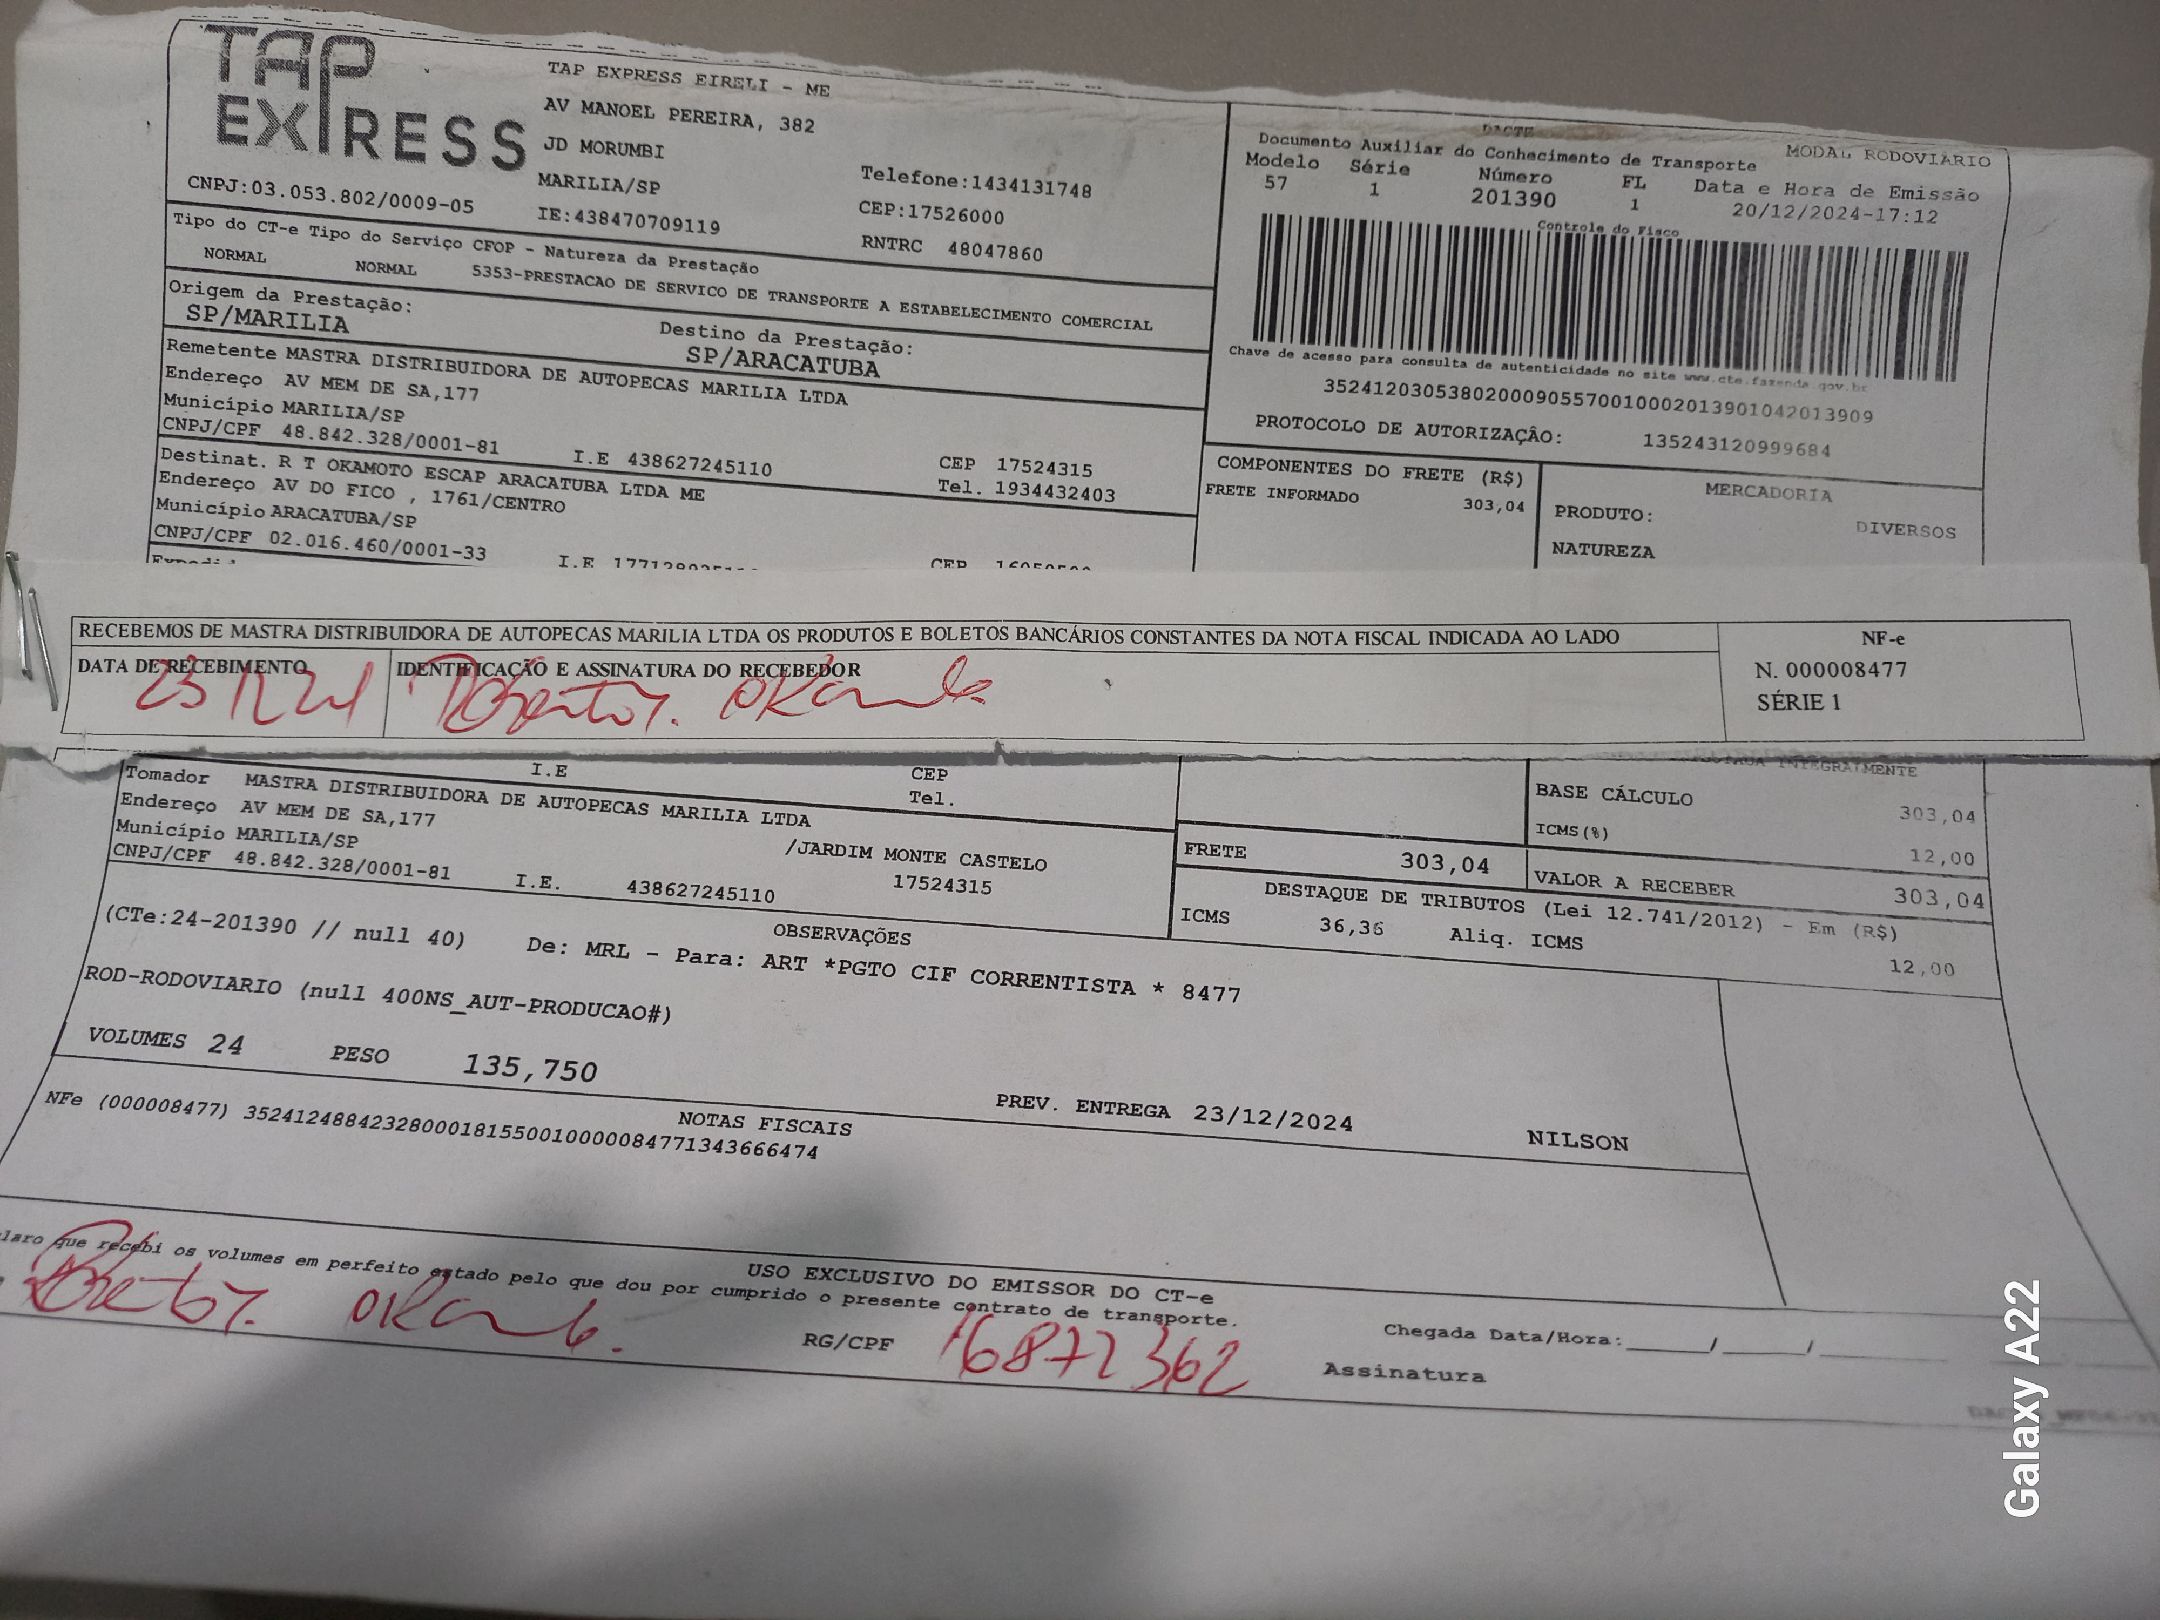 TAP EXPRESS
TAP EXPRESS EIRELI - ME
AV MANOEL PEREIRA, 382
JD MORUMBI
MARILIA/SP
Telefone:1434131748
CNPJ:03.053.802/0009-05
IE:438470709119
CEP:17526000
RNTRC 48047860
DACTE
MODAL RODOVIARIO
Documento Auxiliar do Conhecimento de Transporte
Modelo Série Número FL Data e Hora de Emissão
57 1 201390 1 20/12/2024-17:12
Controle do Fisco
Chave de acesso para consulta de autenticidade no site www.cte.fazenda.gov.br
35241203053802000905570010002013901042013909
PROTOCOLO DE AUTORIZAÇÂO: 135243120999684
Tipo do CT-e Tipo do Serviço CFOP - Natureza da Prestação
NORMAL NORMAL 5353-PRESTACAO DE SERVICO DE TRANSPORTE A ESTABELECIMENTO COMERCIAL
Origem da Prestação: Destino da Prestação:
SP/MARILIA SP/ARACATUBA
Remetente MASTRA DISTRIBUIDORA DE AUTOPECAS MARILIA LTDA
Endereço AV MEM DE SA,177
Município MARILIA/SP CEP 17524315
CNPJ/CPF 48.842.328/0001-81 I.E 438627245110 Tel. 1934432403
Destinat. R T OKAMOTO ESCAP ARACATUBA LTDA ME
Endereço AV DO FICO , 1761/CENTRO
Município ARACATUBA/SP CEP
CNPJ/CPF 02.016.460/0001-33 I.E
COMPONENTES DO FRETE (R$)
FRETE INFORMADO 303,04
MERCADORIA
PRODUTO: DIVERSOS
NATUREZA
RECEBEMOS DE MASTRA DISTRIBUIDORA DE AUTOPECAS MARILIA LTDA OS PRODUTOS E BOLETOS BANCÁRIOS CONSTANTES DA NOTA FISCAL INDICADA AO LADO
DATA DE RECEBIMENTO
23 12 24
IDENTIFICAÇÃO E ASSINATURA DO RECEBEDOR
NF-e
N. 000008477
SÉRIE 1
I.E CEP
Tel.
Tomador MASTRA DISTRIBUIDORA DE AUTOPECAS MARILIA LTDA
Endereço AV MEM DE SA,177 /JARDIM MONTE CASTELO
Município MARILIA/SP 17524315
CNPJ/CPF 48.842.328/0001-81 I.E. 438627245110
INTEGRALMENTE
BASE CÁLCULO 303,04
ICMS(%) 12,00
FRETE 303,04
VALOR A RECEBER 303,04
DESTAQUE DE TRIBUTOS (Lei 12.741/2012) - Em (R$)
ICMS 36,36 Aliq. ICMS 12,00
OBSERVAÇÕES
(CTe:24-201390 // null 40) De: MRL - Para: ART *PGTO CIF CORRENTISTA * 8477
ROD-RODOVIARIO (null 400NS_AUT-PRODUCAO#)
VOLUMES 24 PESO 135,750 PREV. ENTREGA 23/12/2024 NILSON
NOTAS FISCAIS
NFe (000008477) 35241248842328000181550010000084771343666474
USO EXCLUSIVO DO EMISSOR DO CT-e
que recebi os volumes em perfeito estado pelo que dou por cumprido o presente contrato de transporte.
RG/CPF 16872362
Chegada Data/Hora:_____/_____/
Assinatura
Galaxy A22